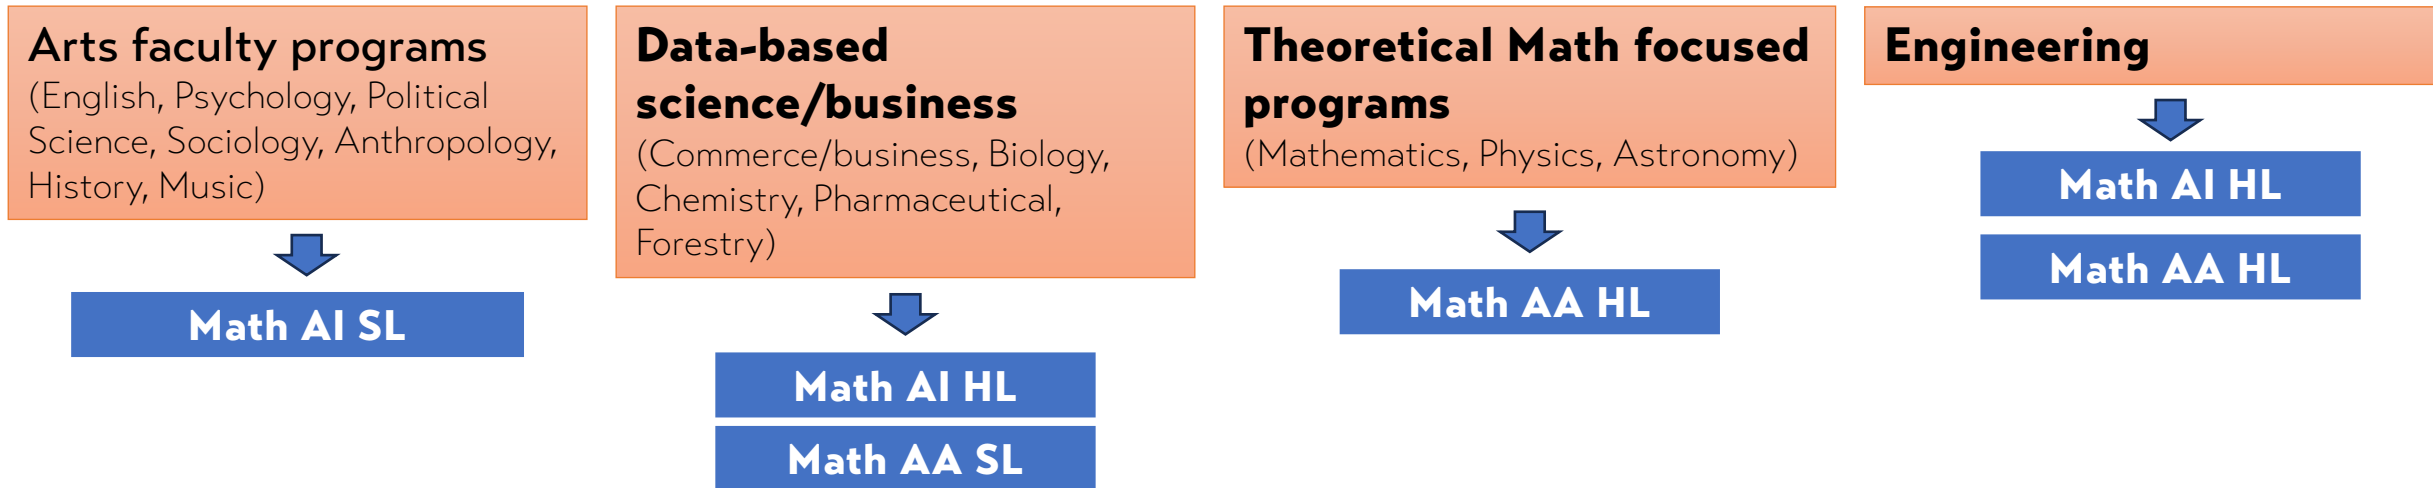 Arts faculty programs
(English, Psychology, Political
Science, Sociology, Anthropology,
History, Music)
Math AI SL
Data-based
science/business
(Commerce/business, Biology,
Chemistry, Pharmaceutical,
Forestry)
Math AI HL
Math AA SL
Theoretical Math focused
programs
(Mathematics, Physics, Astronomy)
Math AA HL
Engineering
Math AI HL
Math AA HL